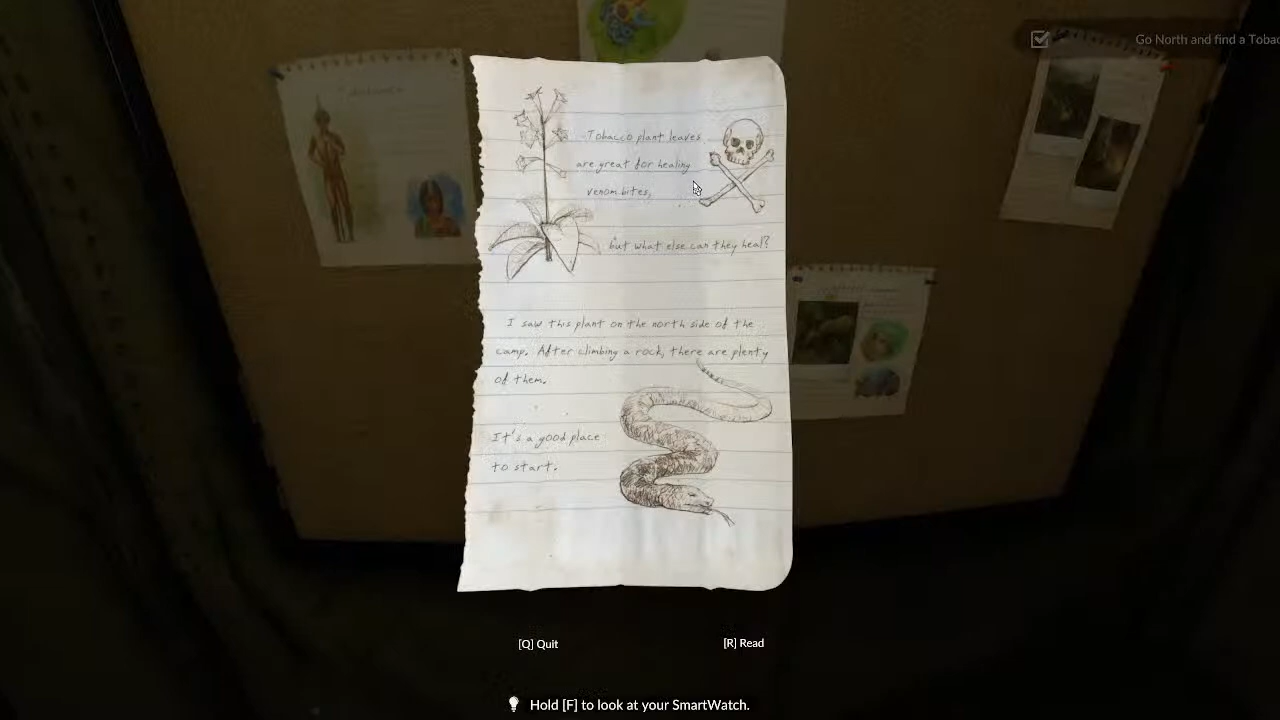 Go North and find a Tobac
Tobacco plant leaves
are great for healing
venom bites,
but what else can they heal?
I saw this plant on the north side of the
camp. After climbing a rock, there are plenty
of them.
It's a good place
to start.
[Q] Quit
[R] Read
Hold [F] to look at your SmartWatch.